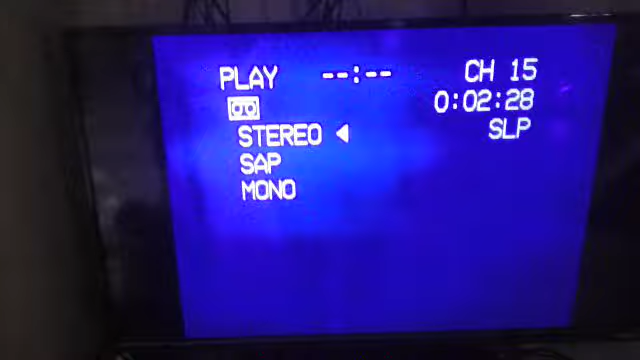 PLAY --:-- CH 15
0:02:28
STEREO ◀ SLP
SAP
MONO